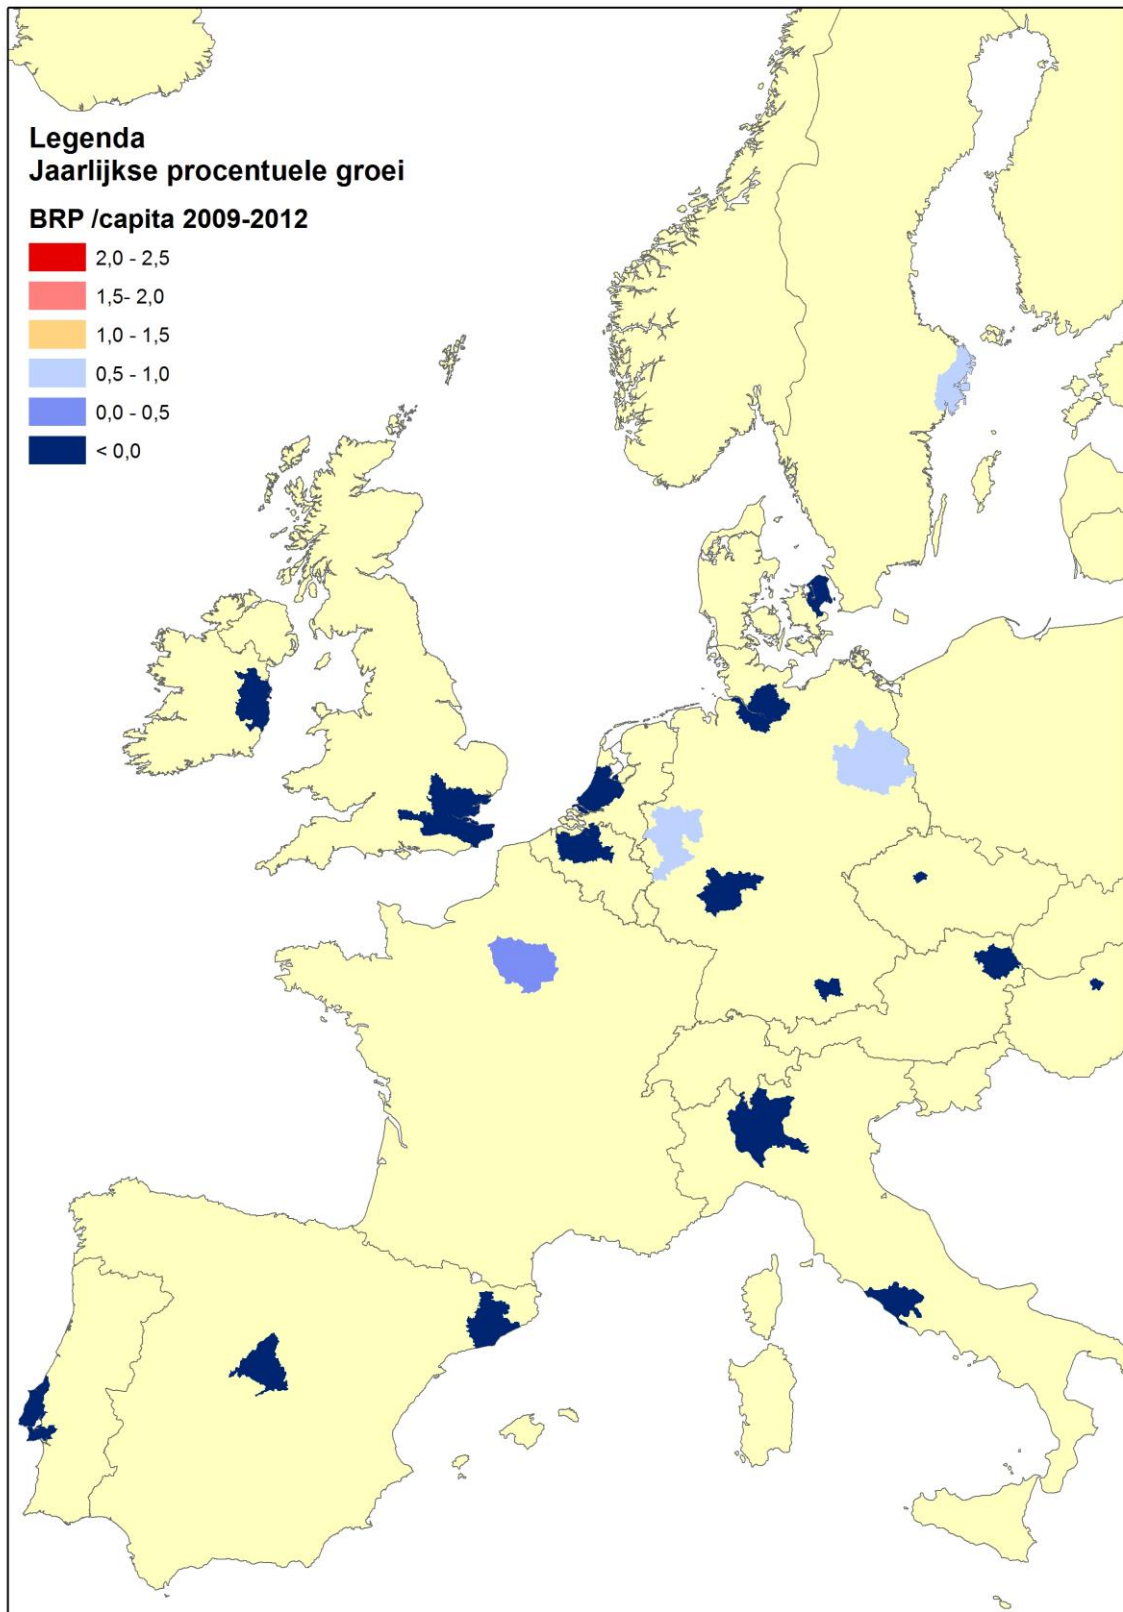 Legenda
Jaarlijkse procentuele groei
BRP /capita 2009-2012
2,0 - 2,5
1,5- 2,0
1,0 - 1,5
0,5 - 1,0
0,0 - 0,5
< 0,0